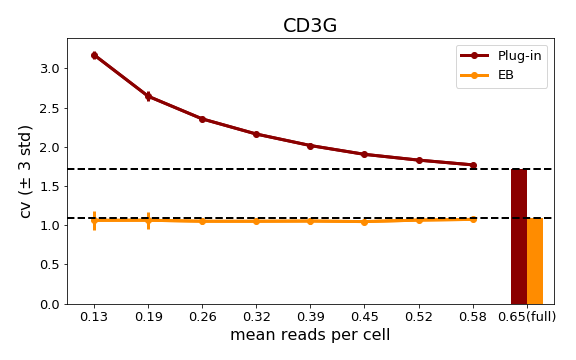 CD3G
Plug-in
EB
cv (± 3 std)
3.0
2.5
2.0
1.5
1.0
0.5
0.0
0.13 0.19 0.26 0.32 0.39 0.45 0.52 0.58 0.65(full)
mean reads per cell